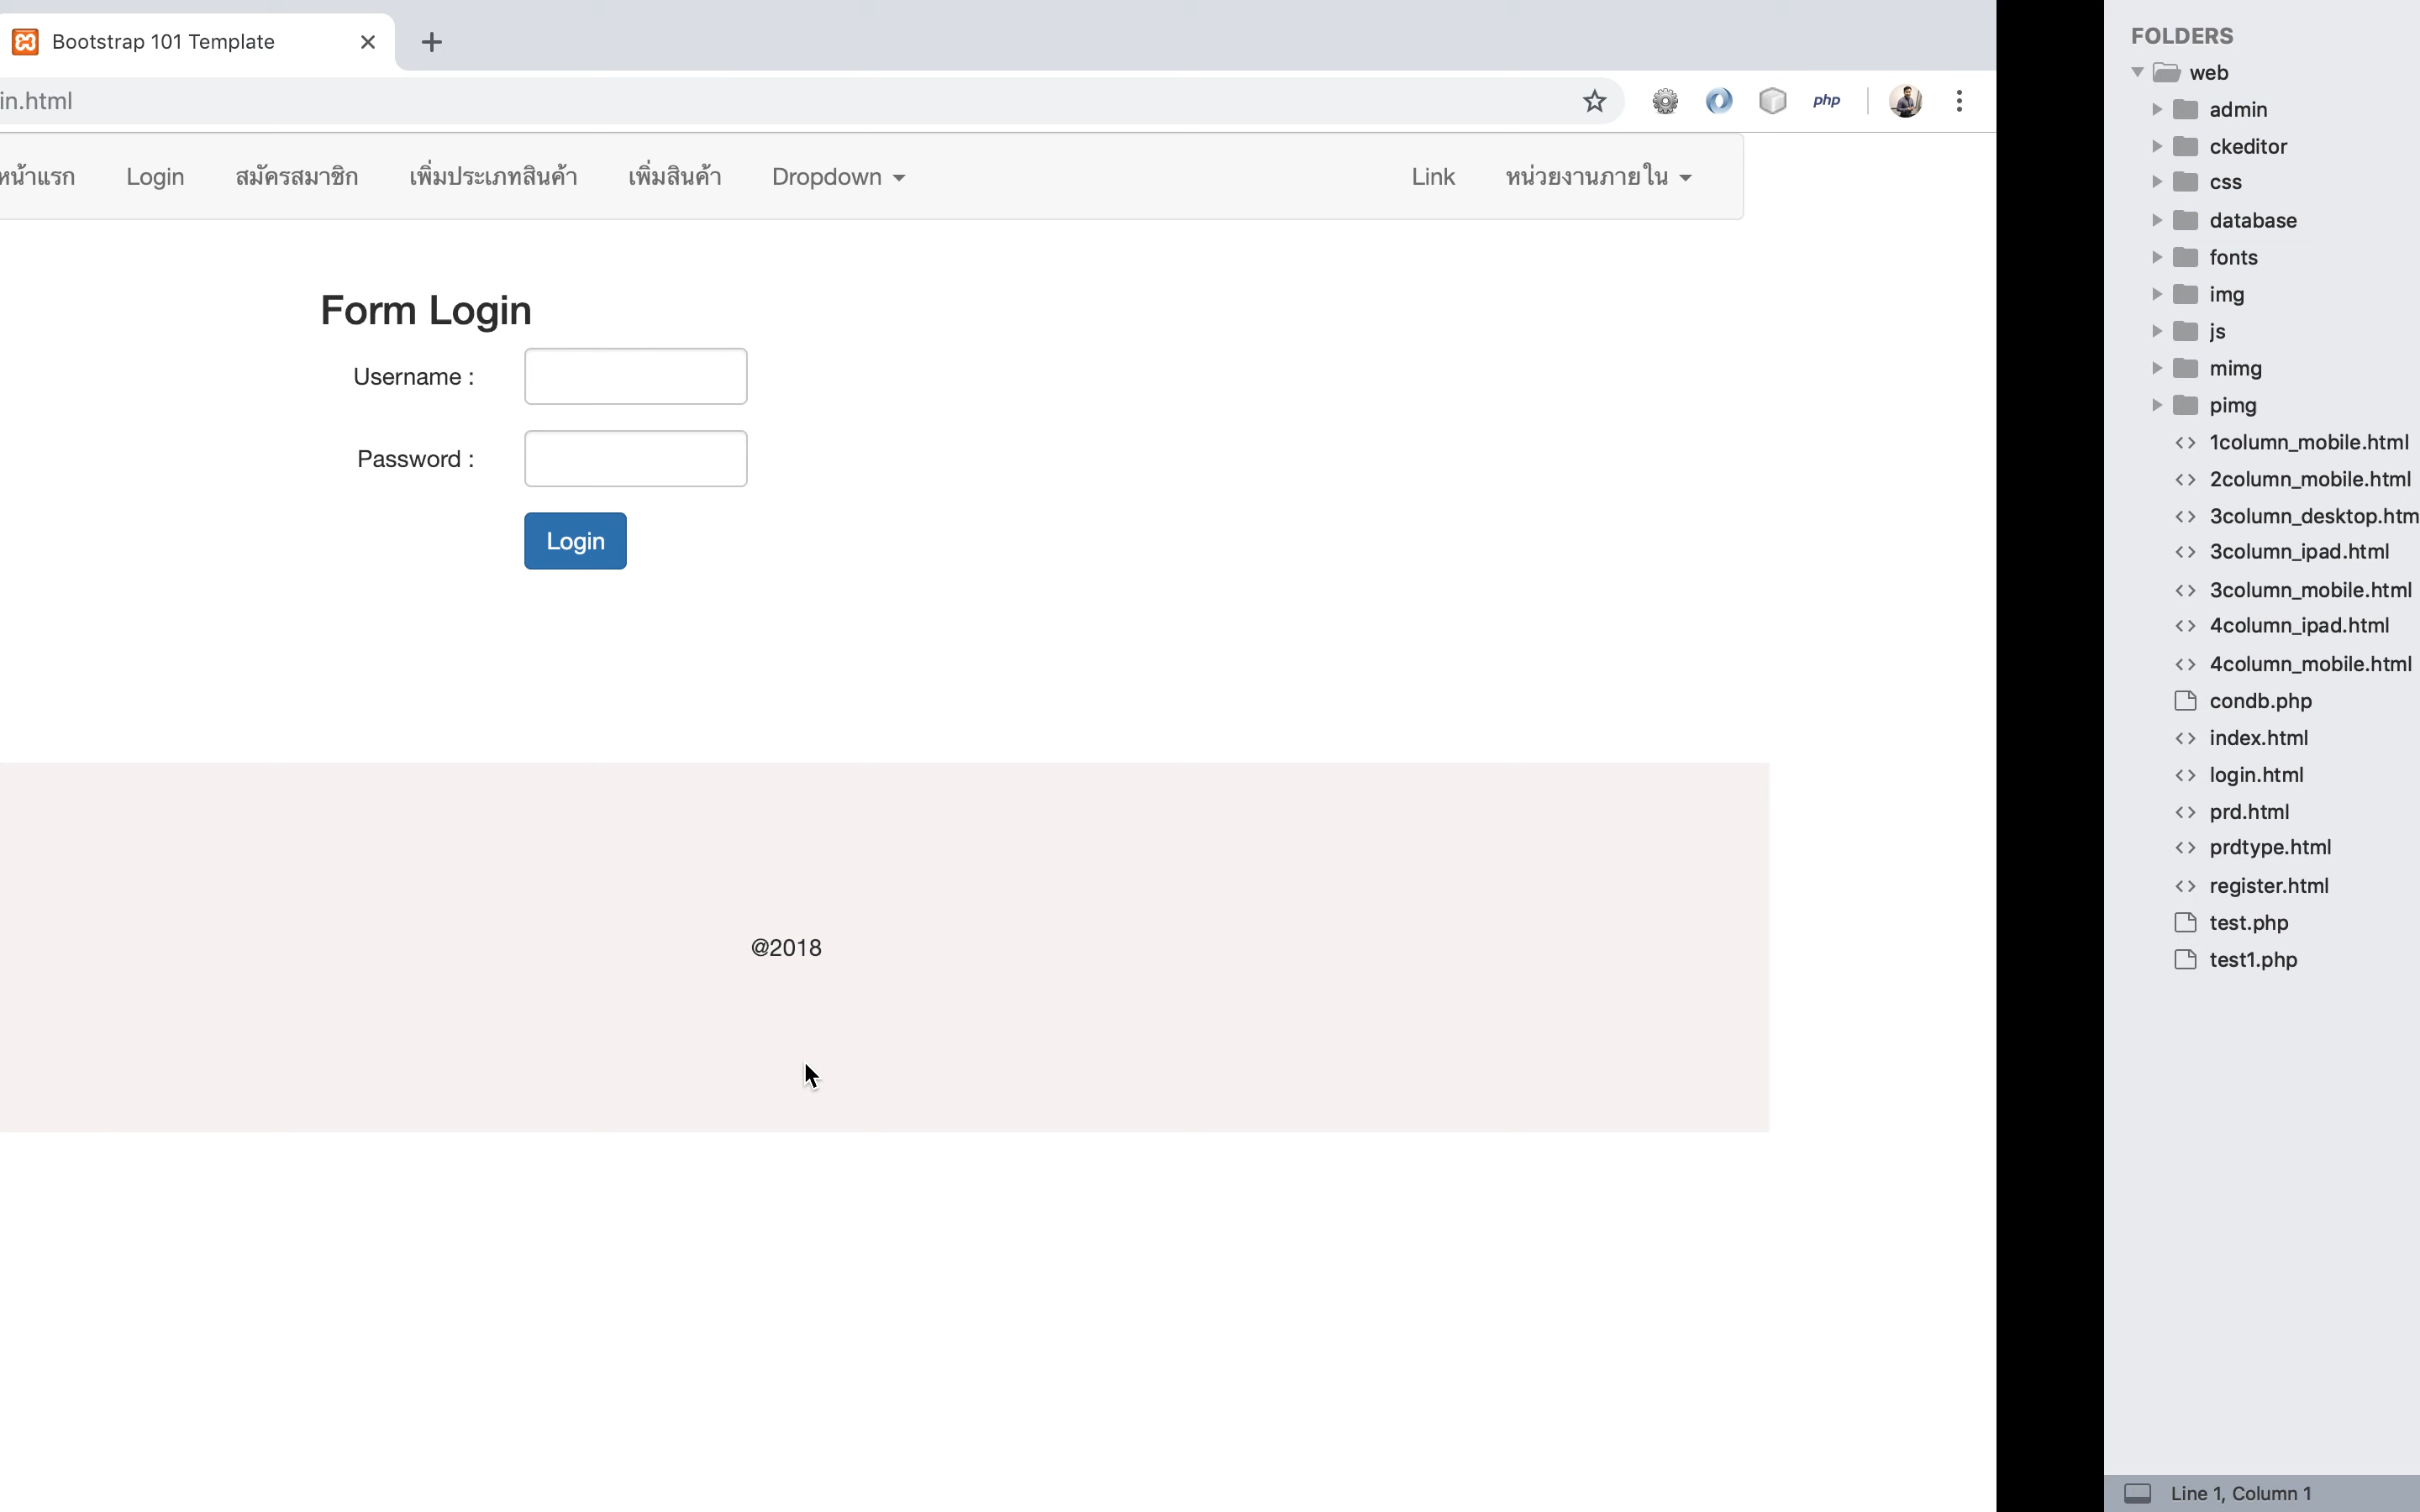 Bootstrap 101 Template
in.html
php
หน้าแรก Login สมัครสมาชิก เพิ่มประเภทสินค้า เพิ่มสินค้า Dropdown Link หน่วยงานภายใน
Form Login
Username :
Password :
Login
@2018
FOLDERS
web
admin
ckeditor
css
database
fonts
img
js
mimg
pimg
1column_mobile.html
2column_mobile.html
3column_desktop.htm
3column_ipad.html
3column_mobile.html
4column_ipad.html
4column_mobile.html
condb.php
index.html
login.html
prd.html
prdtype.html
register.html
test.php
test1.php
Line 1, Column 1